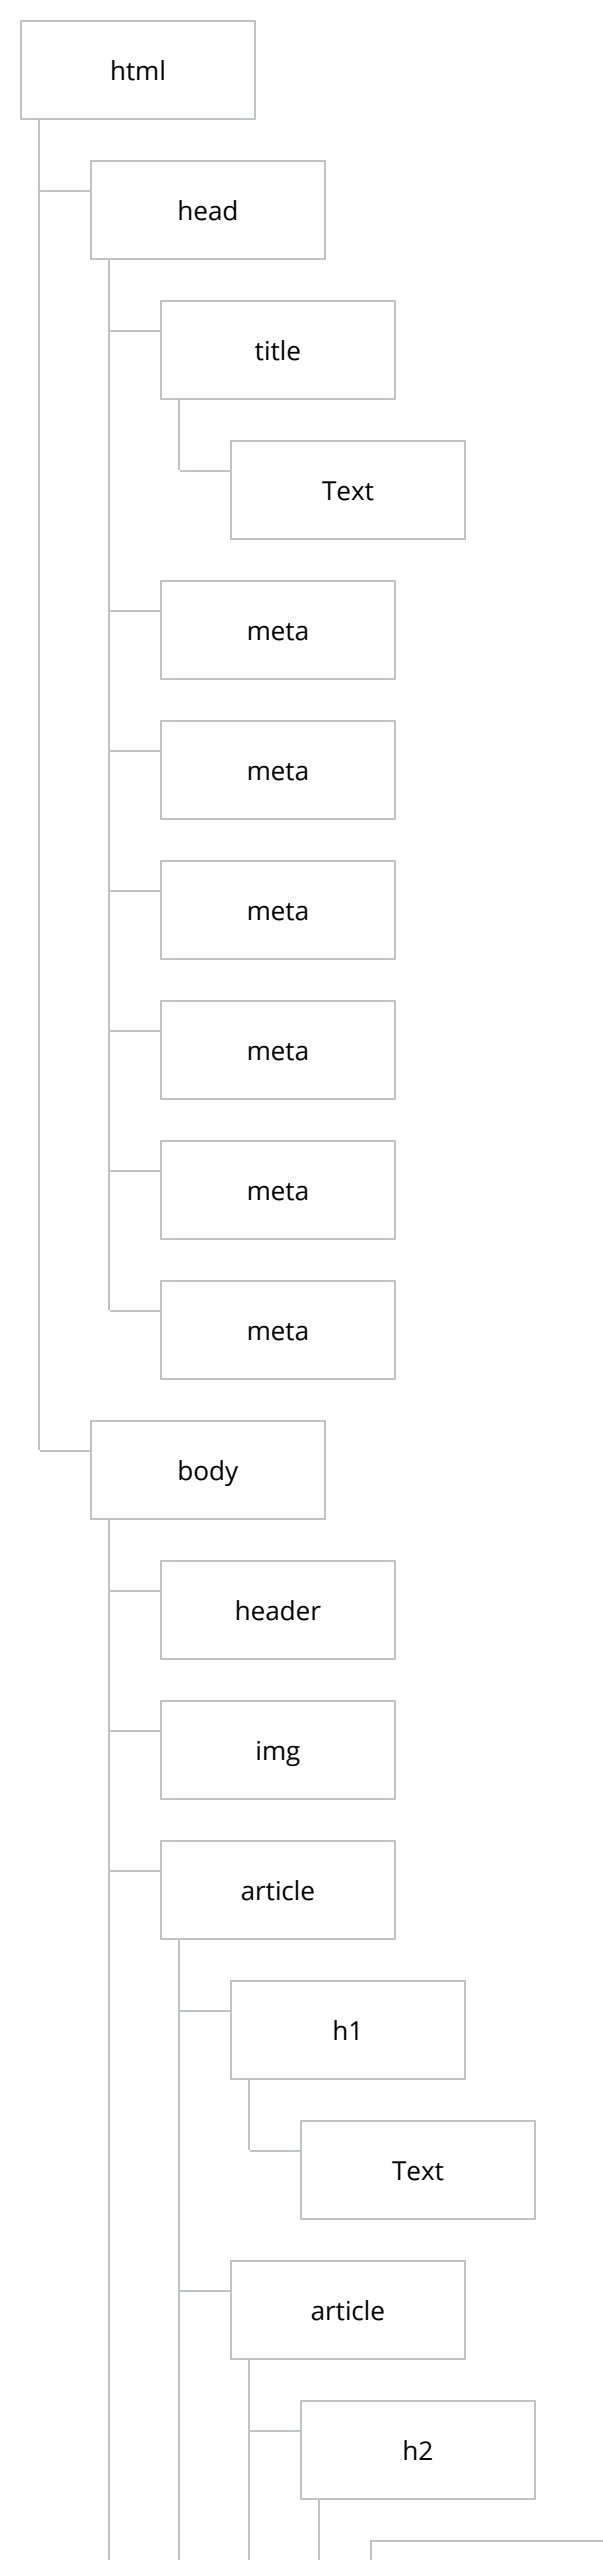 html
head
title
Text
meta
meta
meta
meta
meta
meta
body
header
img
article
h1
Text
article
h2